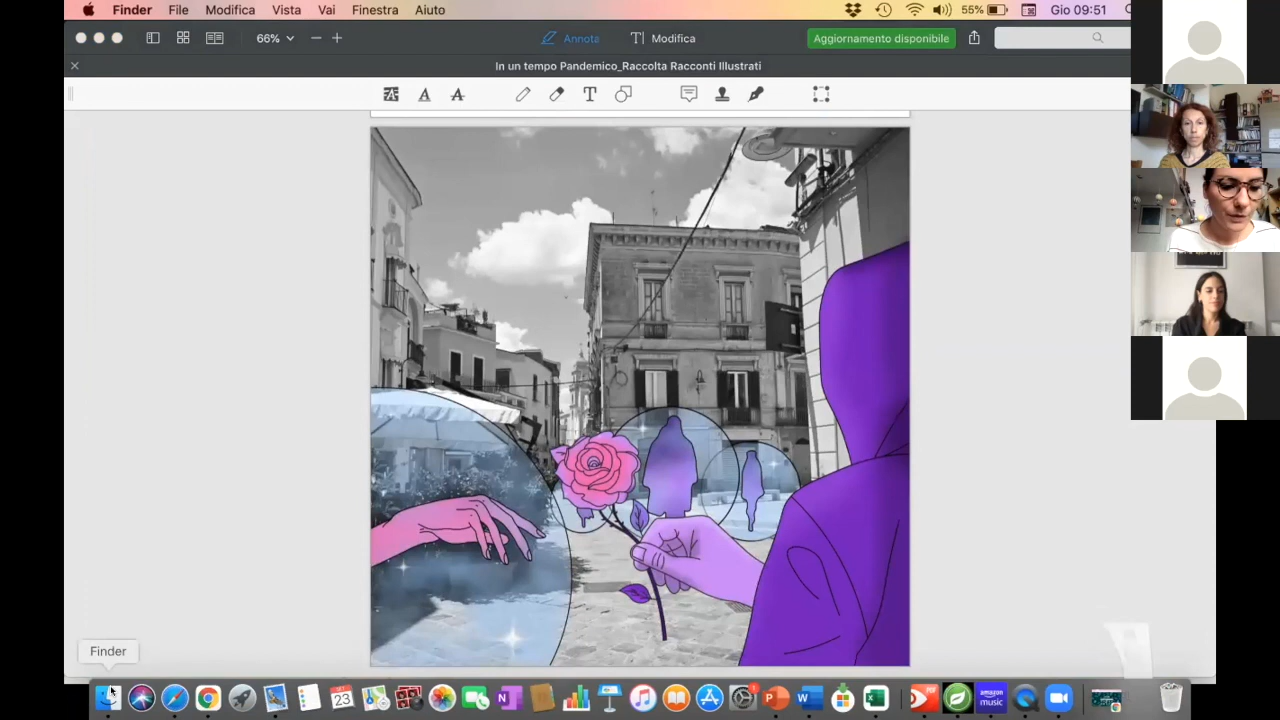 Finder File Modifica Vista Vai Finestra Aiuto 55% Gio 09:51
66% Annota T Modifica Aggiornamento disponibile
In un tempo Pandemico_Raccolta Racconti Illustrati
A A T
Finder
23
amazon music